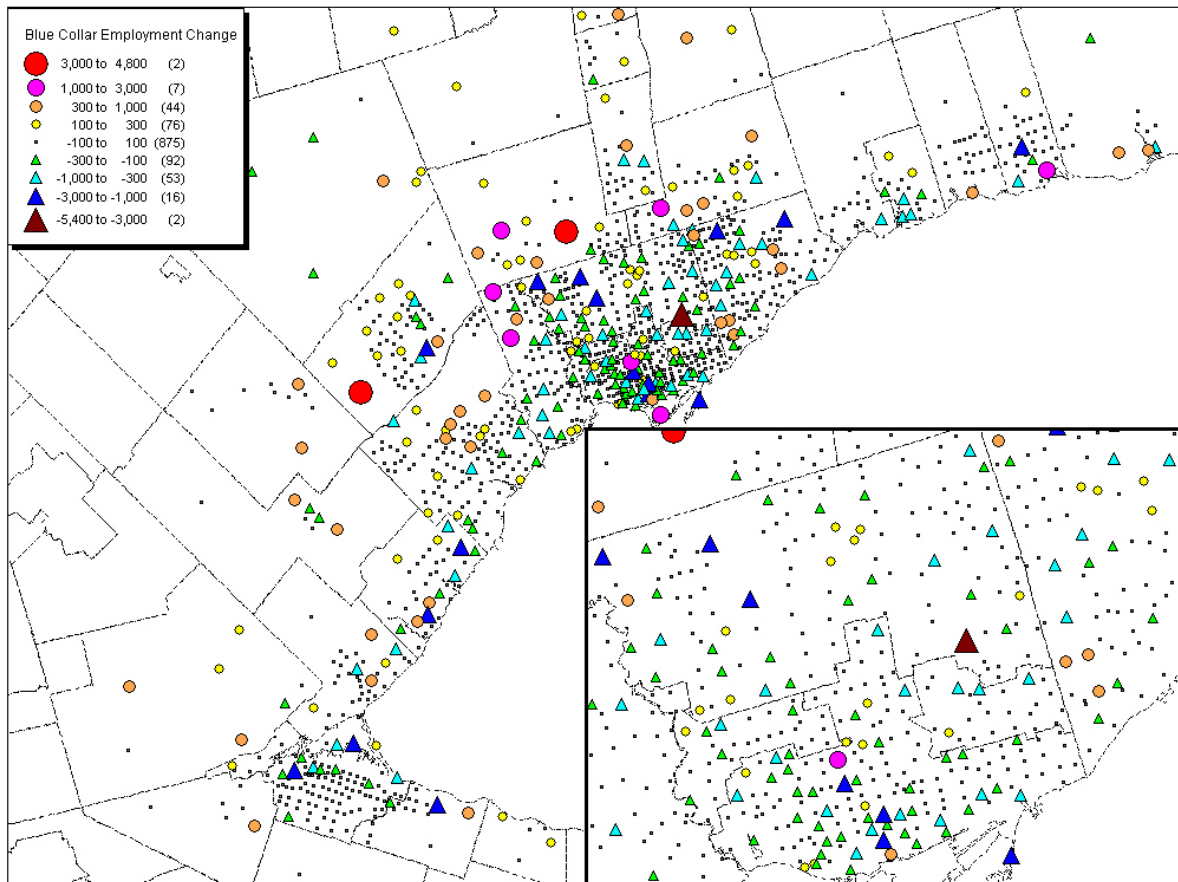 Blue Collar Employment Change
3,000 to 4,800 (2)
1,000 to 3,000 (7)
300 to 1,000 (44)
100 to 300 (76)
-100 to 100 (875)
-300 to -100 (92)
-1,000 to -300 (53)
-3,000 to -1,000 (16)
-5,400 to -3,000 (2)